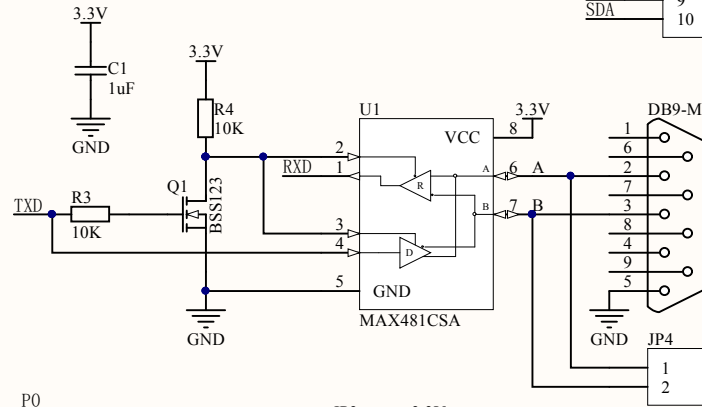 SDA
9
10
3.3V
C1
1uF
GND
3.3V
R4
10K
U1
3.3V
VCC
8
DB9-M
1
6
2
7
3
8
4
9
5
2
RXD
1
R
A
6
A
Q1
BSS123
TXD
R3
10K
3
4
D
B
7
B
5
GND
GND
MAX481CSA
GND
JP4
1
2
P0